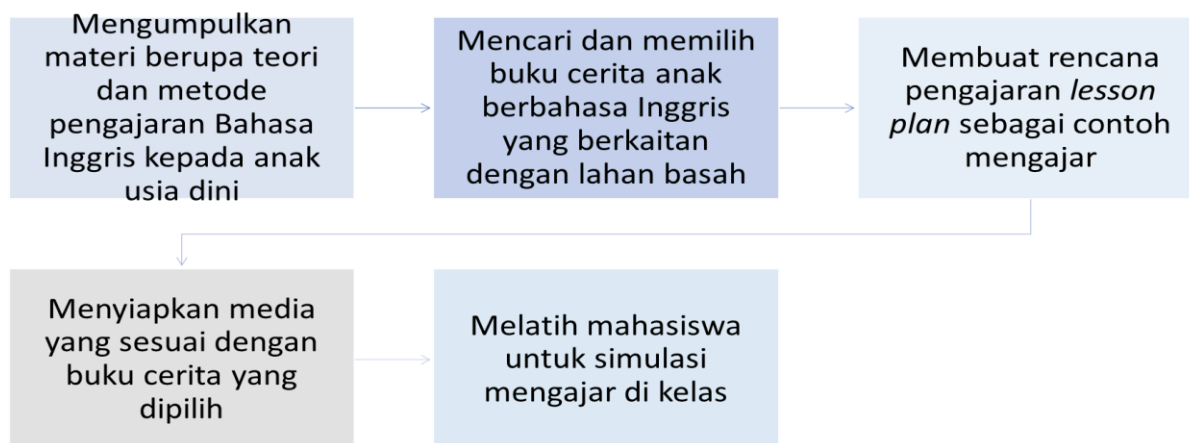 Mengumpulkan
materi berupa teori
dan metode
pengajaran Bahasa
Inggris kepada anak
usia dini
Mencari dan memilih
buku cerita anak
berbahasa Inggris
yang berkaitan
dengan lahan basah
Membuat rencana
pengajaran lesson
plan sebagai contoh
mengajar
Menyiapkan media
yang sesuai dengan
buku cerita yang
dipilih
Melatih mahasiswa
untuk simulasi
mengajar di kelas